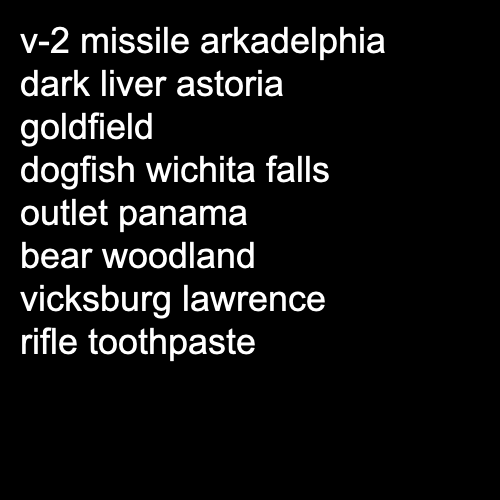 v-2 missile arkadelphia
dark liver astoria
goldfield
dogfish wichita falls
outlet panama
bear woodland
vicksburg lawrence
rifle toothpaste